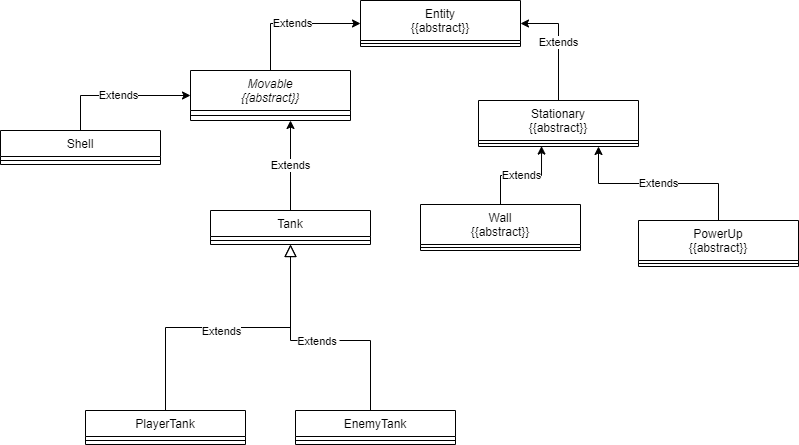 Entity
{{abstract}}
Extends
Extends
Movable
{{abstract}}
Extends
Stationary
{{abstract}}
Shell
Extends
Extends
Extends
Tank
Wall
{{abstract}}
PowerUp
{{abstract}}
Extends
Extends
PlayerTank
EnemyTank